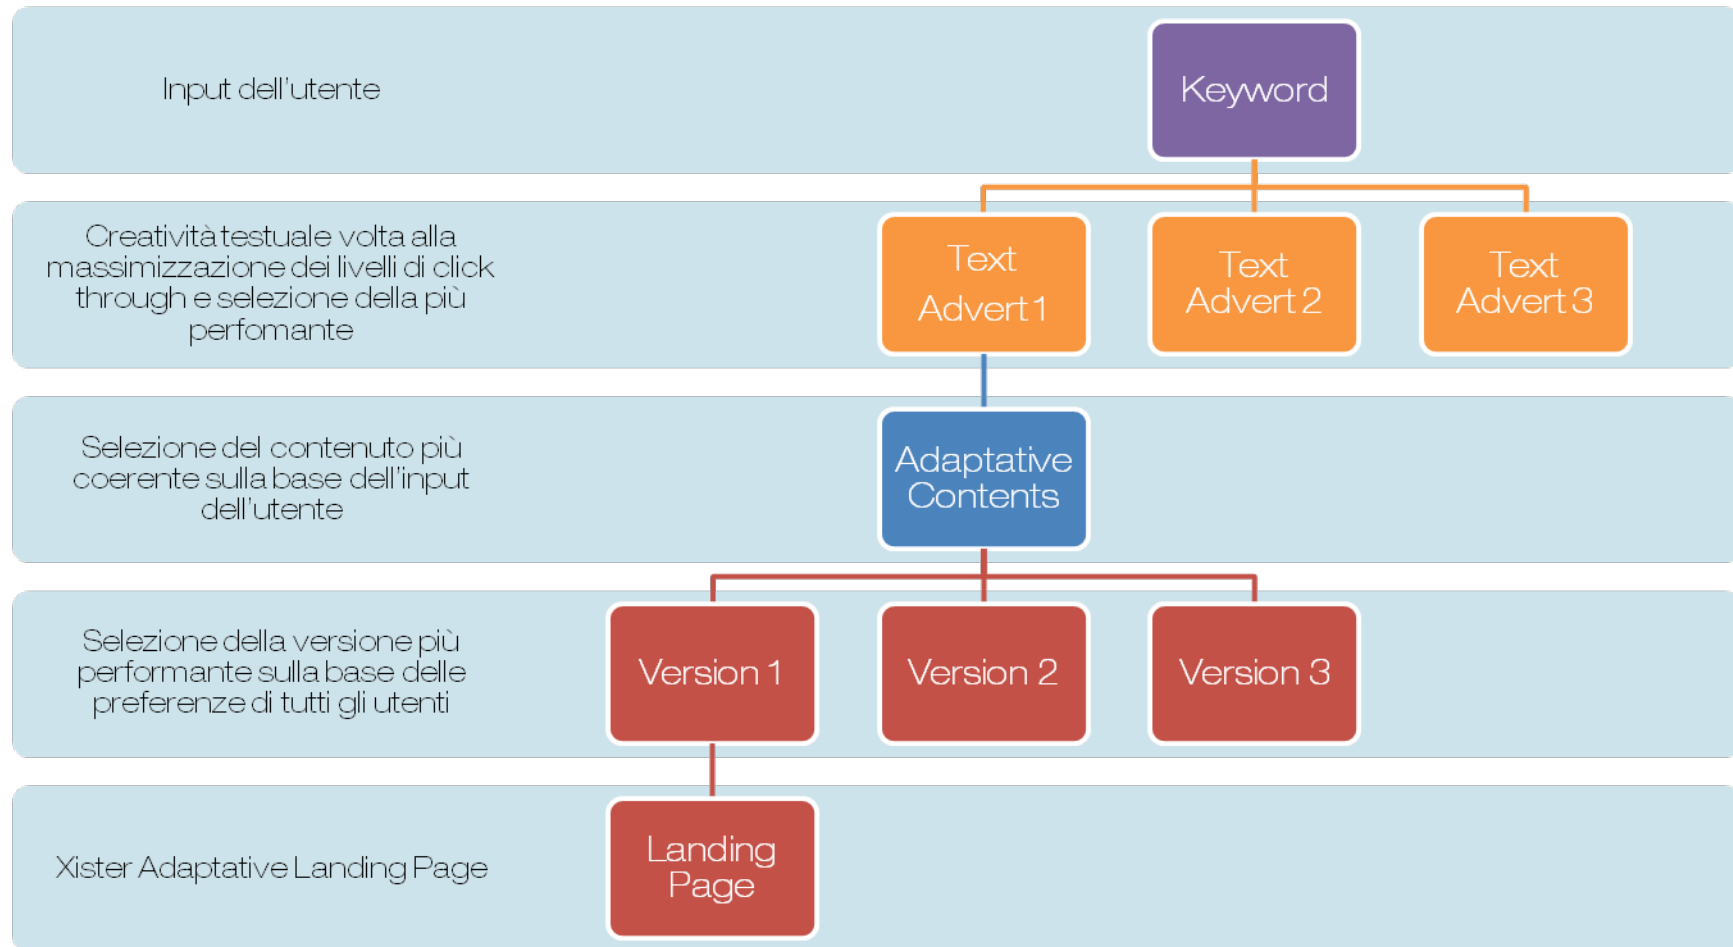 Input dell'utente
Keyword
Creatività testuale volta alla
massimizzazione dei livelli di click
through e selezione della più
perfomante
Text
Advert 1
Text
Advert 2
Text
Advert 3
Selezione del contenuto più
coerente sulla base dell'input
dell'utente
Adaptative
Contents
Selezione della versione più
performante sulla base delle
preferenze di tutti gli utenti
Version 1
Version 2
Version 3
Xister Adaptative Landing Page
Landing
Page